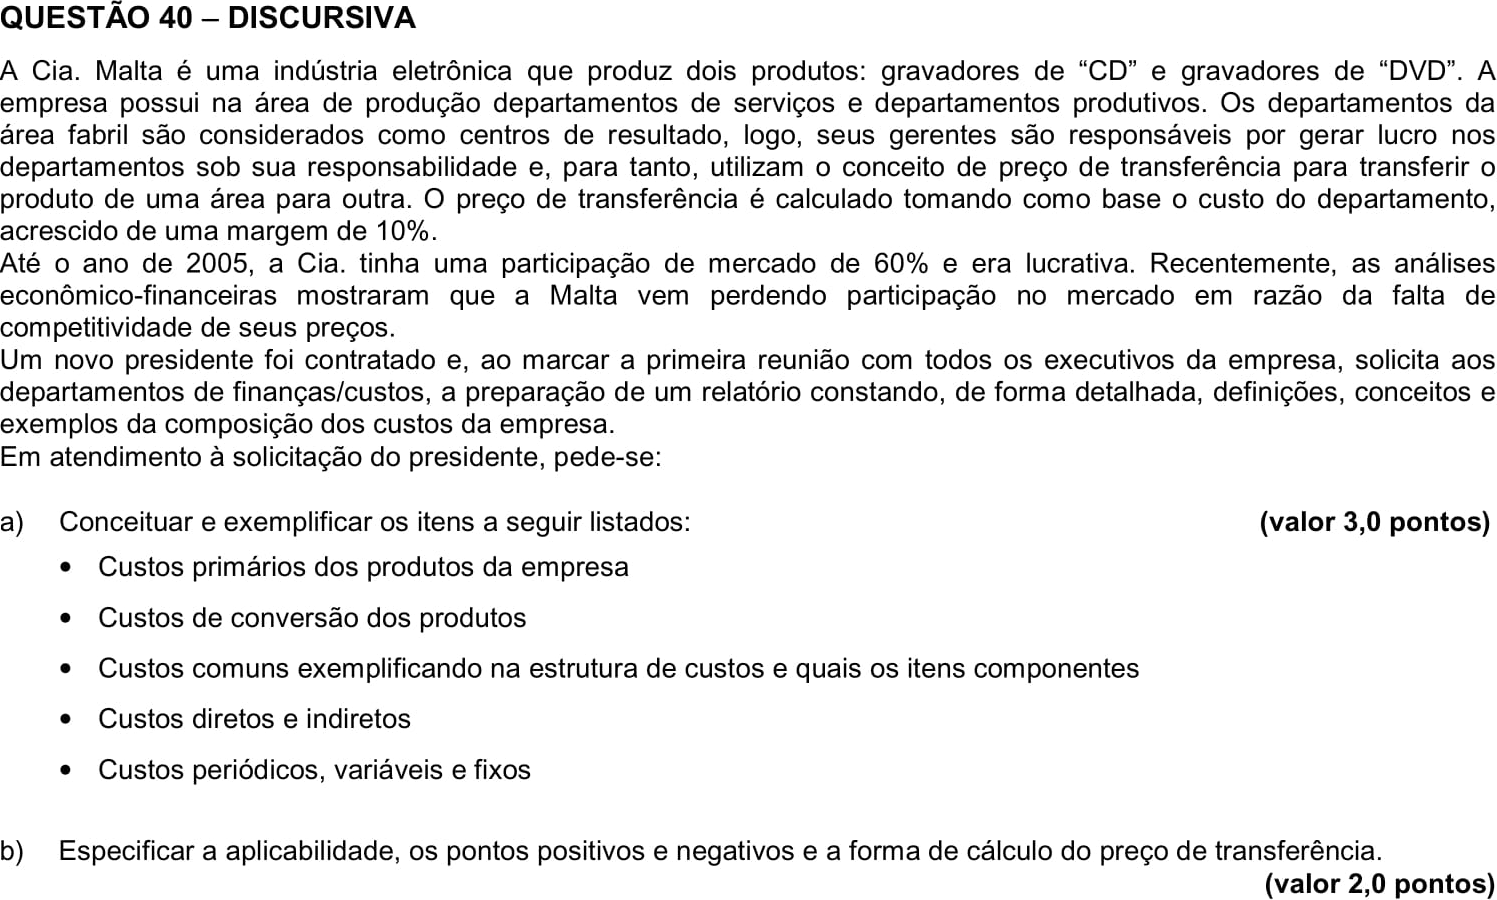 QUESTÃO 40 – DISCURSIVA
A Cia. Malta é uma indústria eletrônica que produz dois produtos: gravadores de “CD” e gravadores de “DVD”. A
empresa possui na área de produção departamentos de serviços e departamentos produtivos. Os departamentos da
área fabril são considerados como centros de resultado, logo, seus gerentes são responsáveis por gerar lucro nos
departamentos sob sua responsabilidade e, para tanto, utilizam o conceito de preço de transferência para transferir o
produto de uma área para outra. O preço de transferência é calculado tomando como base o custo do departamento,
acrescido de uma margem de 10%.
Até o ano de 2005, a Cia. tinha uma participação de mercado de 60% e era lucrativa. Recentemente, as análises
econômico-financeiras mostraram que a Malta vem perdendo participação no mercado em razão da falta de
competitividade de seus preços.
Um novo presidente foi contratado e, ao marcar a primeira reunião com todos os executivos da empresa, solicita aos
departamentos de finanças/custos, a preparação de um relatório constando, de forma detalhada, definições, conceitos e
exemplos da composição dos custos da empresa.
Em atendimento à solicitação do presidente, pede-se:
a) Conceituar e exemplificar os itens a seguir listados: (valor 3,0 pontos)
• Custos primários dos produtos da empresa
• Custos de conversão dos produtos
• Custos comuns exemplificando na estrutura de custos e quais os itens componentes
• Custos diretos e indiretos
• Custos periódicos, variáveis e fixos
b) Especificar a aplicabilidade, os pontos positivos e negativos e a forma de cálculo do preço de transferência.
(valor 2,0 pontos)